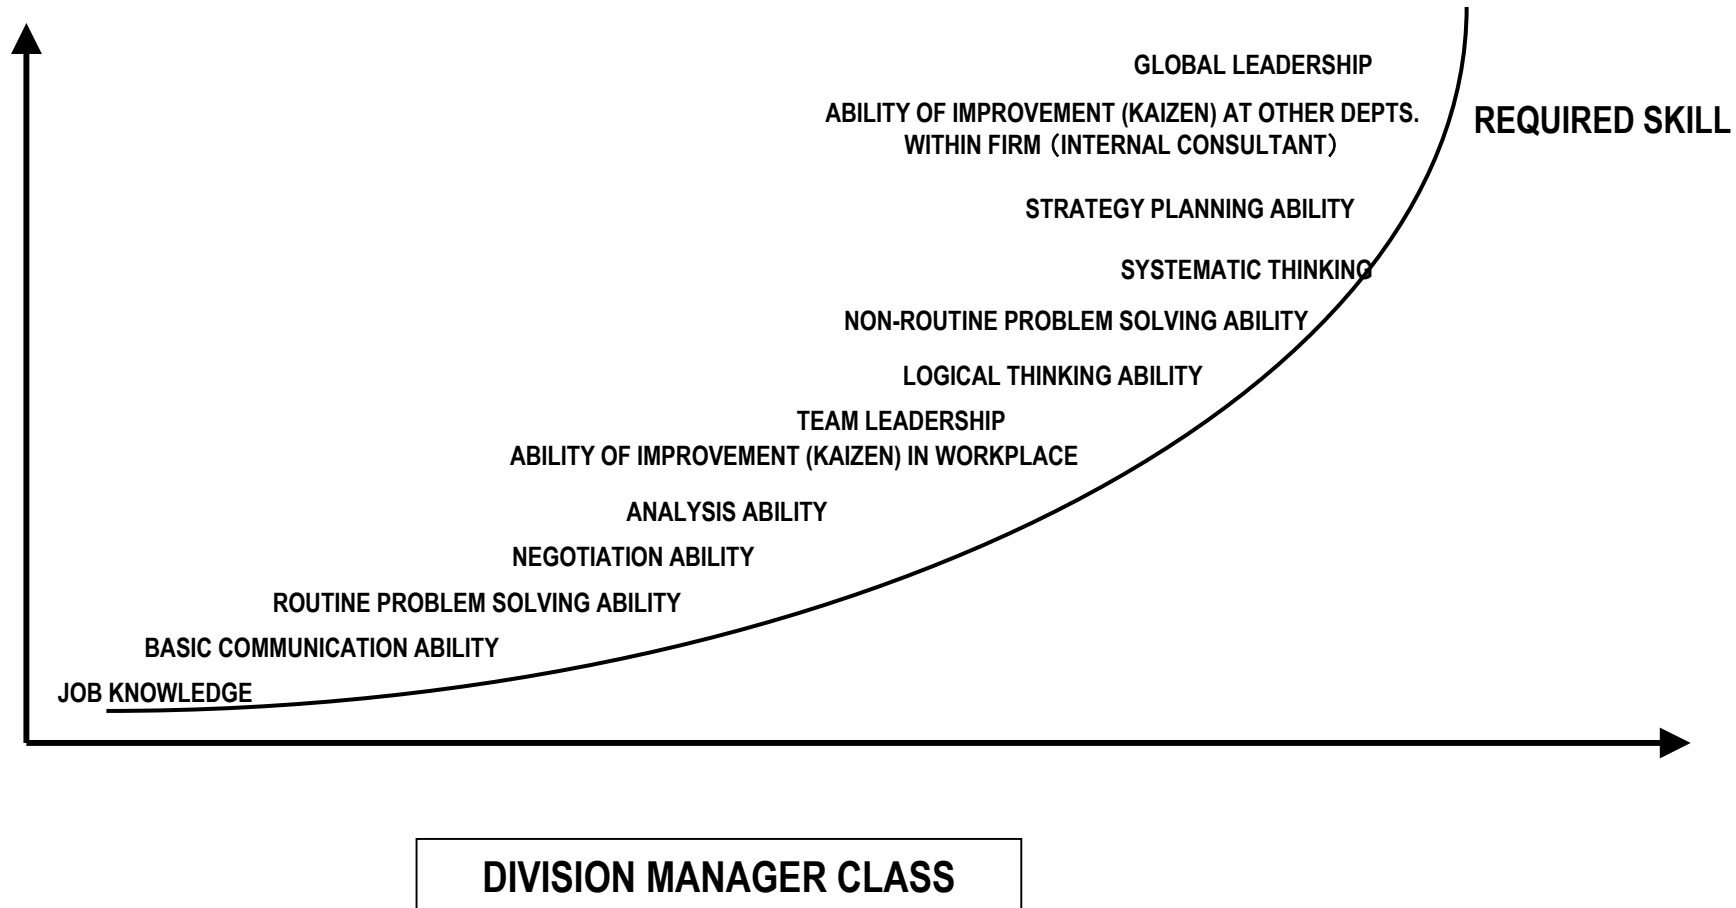 GLOBAL LEADERSHIP
ABILITY OF IMPROVEMENT (KAIZEN) AT OTHER DEPTS.
WITHIN FIRM（INTERNAL CONSULTANT）
REQUIRED SKILL
STRATEGY PLANNING ABILITY
SYSTEMATIC THINKING
NON-ROUTINE PROBLEM SOLVING ABILITY
LOGICAL THINKING ABILITY
TEAM LEADERSHIP
ABILITY OF IMPROVEMENT (KAIZEN) IN WORKPLACE
ANALYSIS ABILITY
NEGOTIATION ABILITY
ROUTINE PROBLEM SOLVING ABILITY
BASIC COMMUNICATION ABILITY
JOB KNOWLEDGE
DIVISION MANAGER CLASS